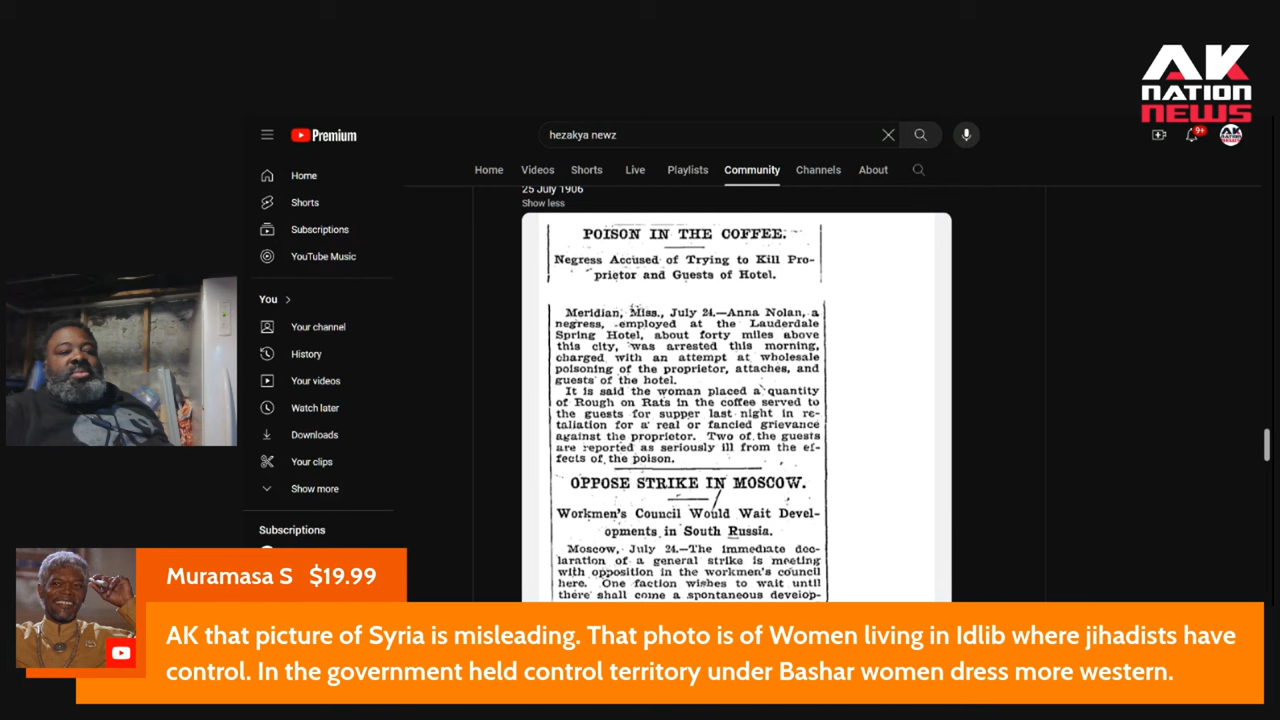 AK
NATION
NEWS
Premium
hezakya newz
9+
Home
Videos
Shorts
Live
Playlists
Community
Channels
About
Home
Shorts
Subscriptions
YouTube Music
You
Your channel
History
Your videos
Watch later
Downloads
Your clips
Show more
Subscriptions
25 July 1906
Show less
POISON IN THE COFFEE.
Negress Accused of Trying to Kill Pro-
prietor and Guests of Hotel.
Meridian, Miss., July 24.—Anna Nolan, a
negress, employed at the Lauderdale
Spring Hotel, about forty miles above
this city, was arrested this morning,
charged with an attempt at wholesale
poisoning of the proprietor, attaches, and
guests of the hotel.
It is said the woman placed a quantity
of Rough on Rats in the coffee served to
the guests for supper last night in re-
taliation for a real or fancied grievance
against the proprietor. Two of the guests
are reported as seriously ill from the ef-
fects of the poison.
OPPOSE STRIKE IN MOSCOW.
Workmen's Council Would Wait Devel-
opments in South Russia.
Moscow, July 24.—The immediate dec-
laration of a general strike is meeting
with opposition in the workmen's council
here. One faction wishes to wait until
there shall come a spontaneous develop-
Muramasa S $19.99
AK that picture of Syria is misleading. That photo is of Women living in Idlib where jihadists have
control. In the government held control territory under Bashar women dress more western.